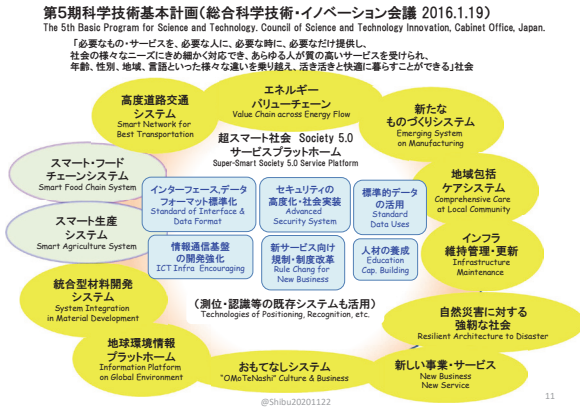 第5期科学技術基本計画(総合科学技術・イノベーション会議 2016.1.19)
The 5th Basic Program for Science and Technology. Council of Science and Technology Innovation, Cabinet Office, Japan.
「必要なもの・サービスを、必要な人に、必要な時に、必要なだけ提供し、
社会の様々なニーズにきめ細かく対応でき、あらゆる人が質の高いサービスを受けられ、
年齢、性別、地域、言語といった様々な違いを乗り越え、活き活きと快適に暮らすことができる」社会
高度道路交通
システム
Smart Network for
Best Transportation
エネルギー
バリューチェーン
Value Chain across Energy Flow
新たな
ものづくりシステム
Emerging System
on Manufacturing
超スマート社会 Society 5.0
サービスプラットホーム
Super-Smart Society 5.0 Service Platform
スマート・フード
チェーンシステム
Smart Food Chain System
地域包括
ケアシステム
Comprehensive Care
at Local Community
インターフェース,データ
フォーマット標準化
Standard of Interface &
Data Format
セキュリティの
高度化・社会実装
Advanced
Security System
標準的データ
の活用
Standard
Data Uses
スマート生産
システム
Smart Agriculture System
情報通信基盤
の開発強化
ICT Infra Encouraging
新サービス向け
規制・制度改革
Rule Chang for
New Business
人材の養成
Education
Cap. Building
インフラ
維持管理・更新
Infrastructure
Maintenance
統合型材料開発
システム
System Integration
in Material Development
(測位・認識等の既存システムも活用)
Technologies of Positioning, Recognition, etc.
自然災害に対する
強靭な社会
Resilient Architecture to Disaster
地球環境情報
プラットホーム
Information Platform
on Global Environment
おもてなしシステム
"OMoTeNashi" Culture & Business
新しい事業・サービス
New Business
New Service
@Shibu20201122
11